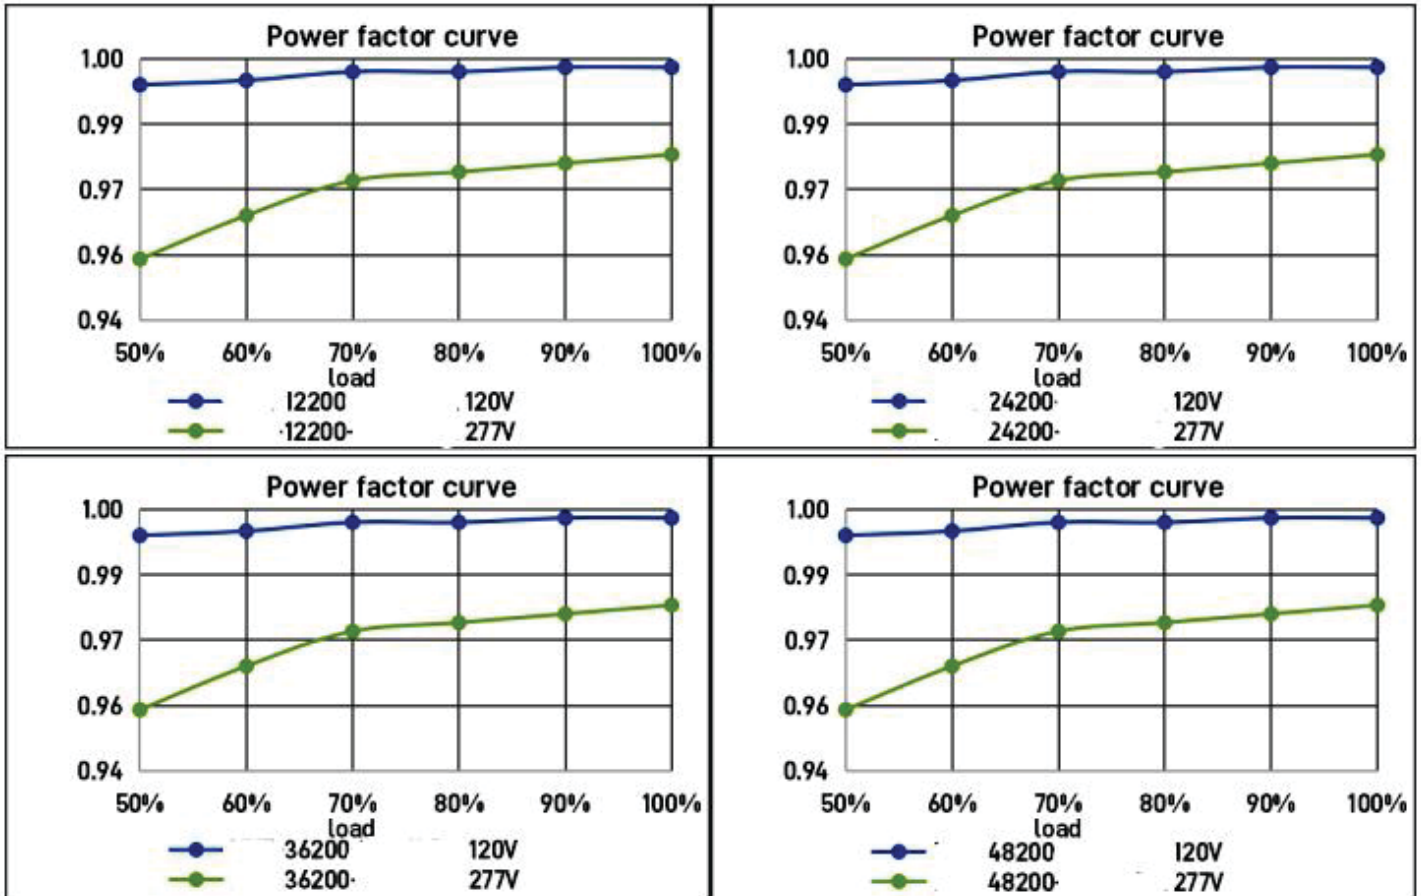 Power factor curve
1.00
0.99
0.97
0.96
0.94
50% 60% 70% 80% 90% 100%
load
12200 120V
·12200- 277V
Power factor curve
1.00
0.99
0.97
0.96
0.94
50% 60% 70% 80% 90% 100%
load
24200· 120V
24200· 277V
Power factor curve
1.00
0.99
0.97
0.96
0.94
50% 60% 70% 80% 90% 100%
load
36200 120V
36200· 277V
Power factor curve
1.00
0.99
0.97
0.96
0.94
50% 60% 70% 80% 90% 100%
load
48200 120V
48200· 277V